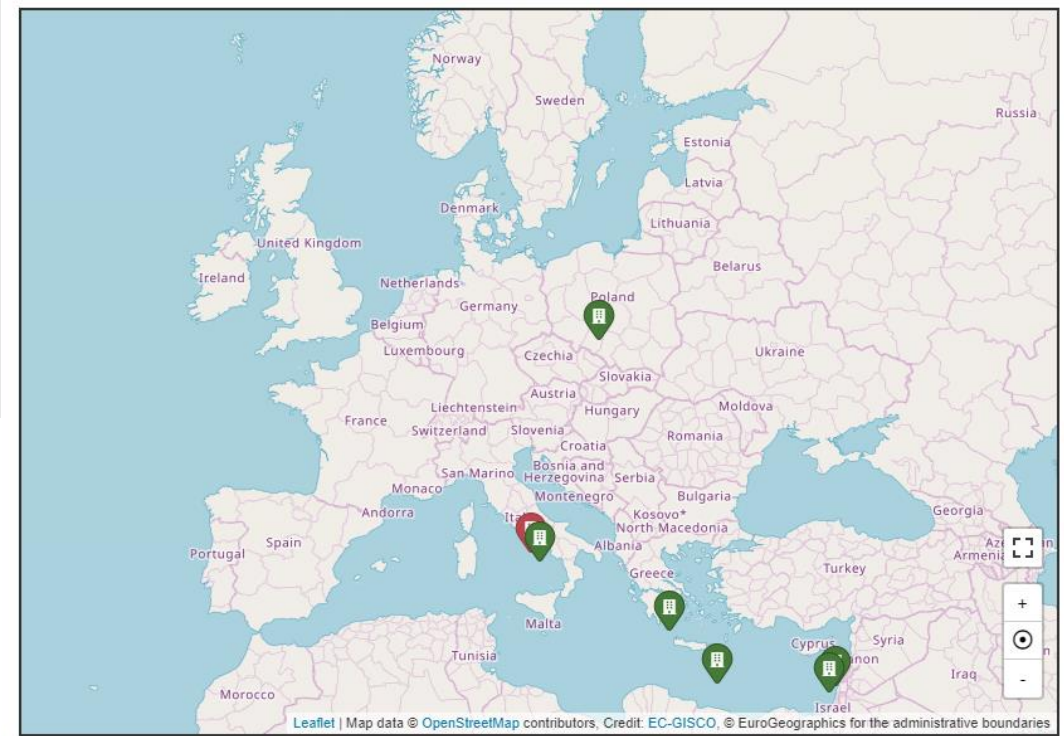 Norway
Sweden
Russia
Estonia
Latvia
Denmark
Lithuania
United Kingdom
Ireland
Belarus
Netherlands
Poland
Germany
Belgium
Luxembourg
Czechia
Ukraine
Slovakia
Austria
Liechtenstein
Hungary
Moldova
France
Switzerland
Slovenia
Romania
Croatia
San Marino
Bosnia and
Herzegovina
Serbia
Monaco
Montenegro
Bulgaria
Andorra
Kosovo*
Georgia
North Macedonia
Portugal
Spain
Albania
Armenia
Greece
Turkey
Malta
+
Cyprus
Syria
Tunisia
Iraq
-
Morocco
Israel
Leaflet | Map data © OpenStreetMap contributors, Credit: EC-GISCO, © EuroGeographics for the administrative boundaries